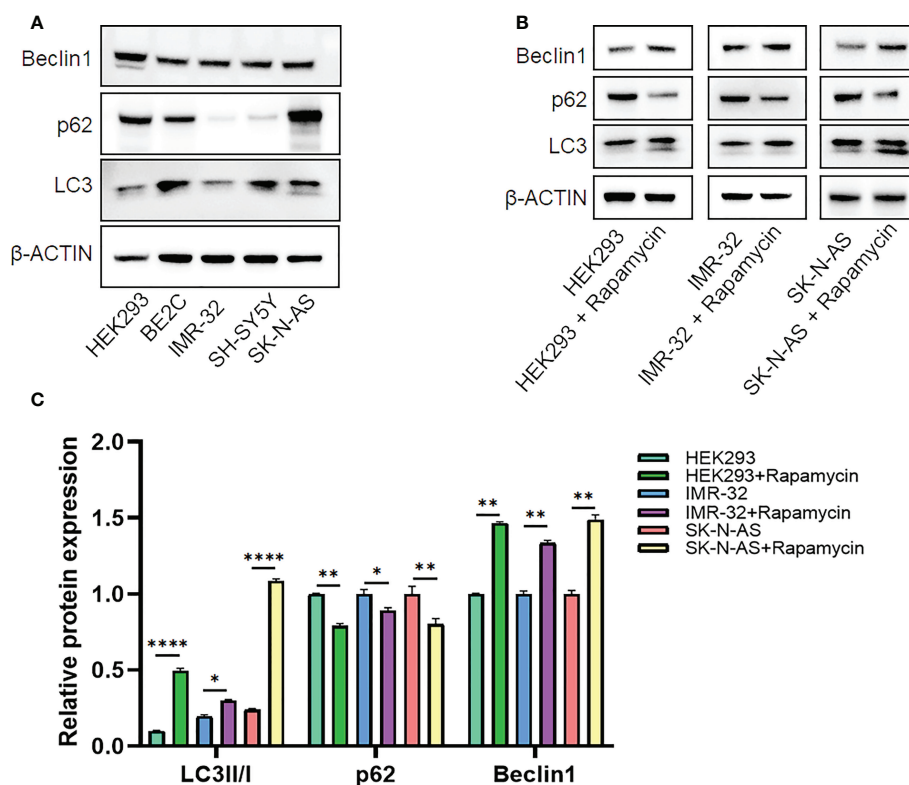 A
Beclin1
p62
LC3
β-ACTIN
HEK293
BE2C
IMR-32
SH-SY5Y
SK-N-AS
B
Beclin1
p62
LC3
β-ACTIN
HEK293
HEK293 + Rapamycin
IMR-32
IMR-32 + Rapamycin
SK-N-AS
SK-N-AS + Rapamycin
C
Relative protein expression
2.0
1.5
1.0
0.5
0.0
****
*
****
**
*
**
**
**
**
LC3II/I
p62
Beclin1
HEK293
HEK293+Rapamycin
IMR-32
IMR-32+Rapamycin
SK-N-AS
SK-N-AS+Rapamycin